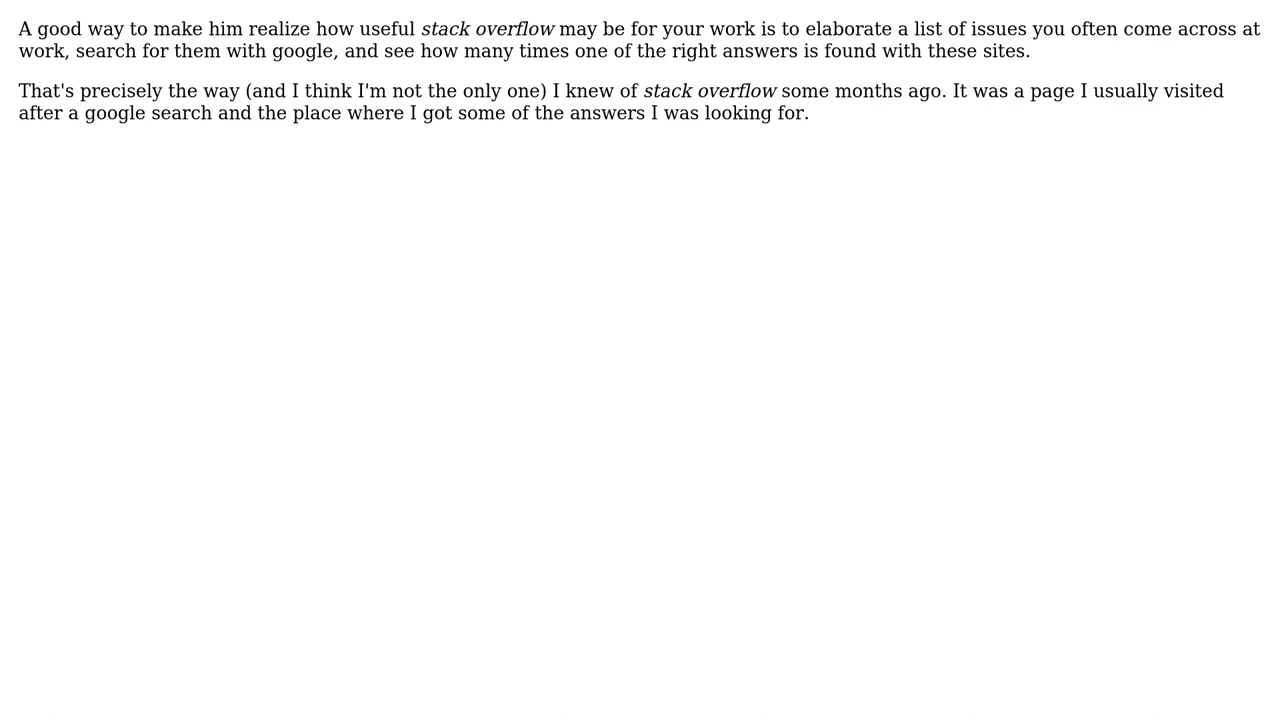 A good way to make him realize how useful stack overflow may be for your work is to elaborate a list of issues you often come across at
work, search for them with google, and see how many times one of the right answers is found with these sites.
That's precisely the way (and I think I'm not the only one) I knew of stack overflow some months ago. It was a page I usually visited
after a google search and the place where I got some of the answers I was looking for.